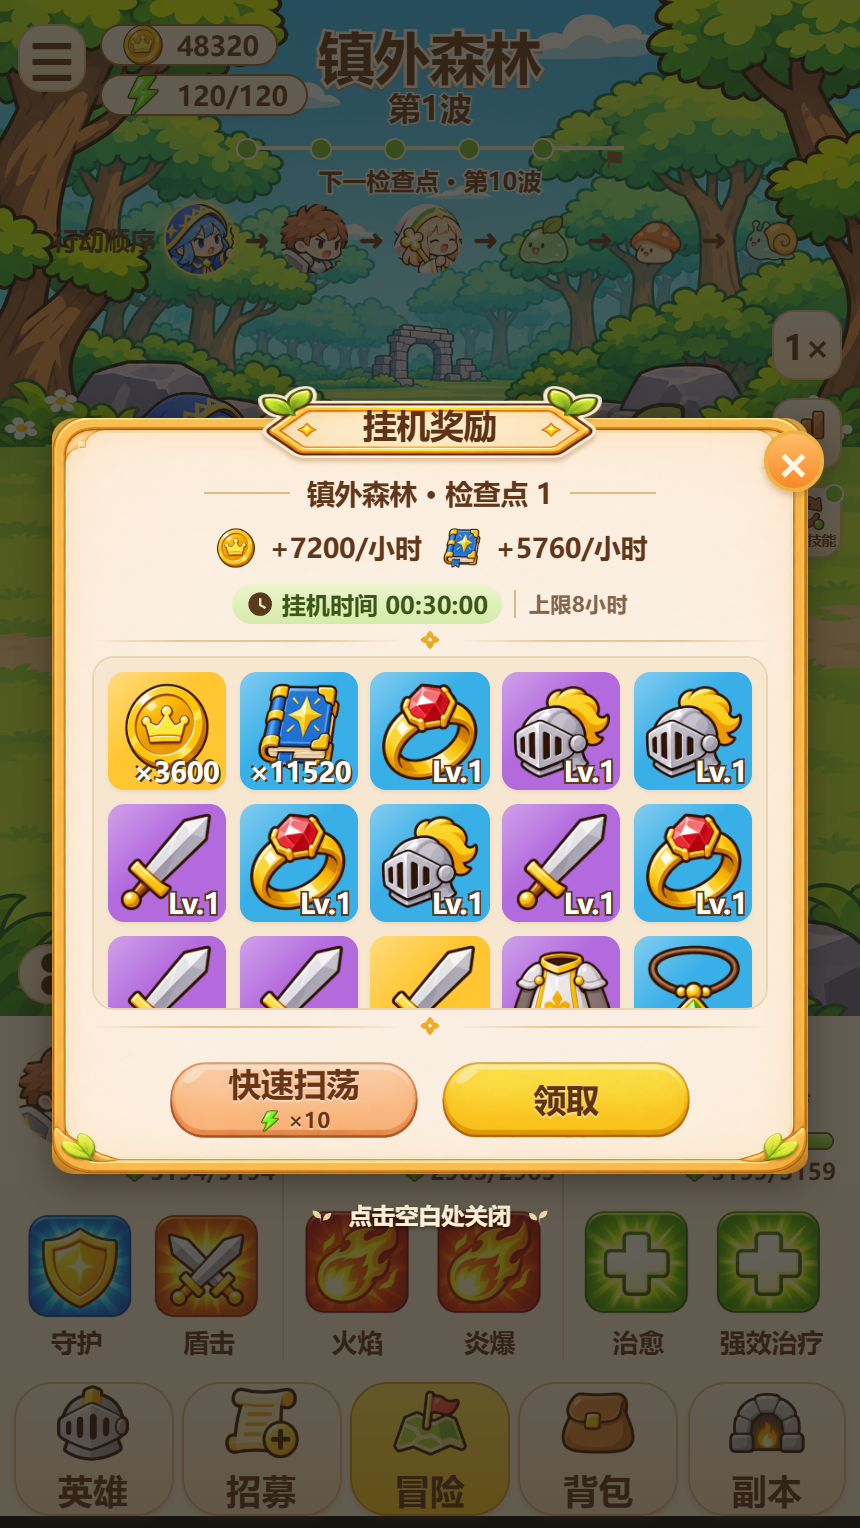 48320
120/120
镇外森林
第1波
下一检查点·第10波
行动顺序
1×
挂机奖励
镇外森林·检查点 1
+7200/小时 +5760/小时
挂机时间 00:30:00 上限8小时
技能
×3600 ×11520 Lv.1 Lv.1 Lv.1
Lv.1 Lv.1 Lv.1 Lv.1 Lv.1
快速扫荡
×10
领取
点击空白处关闭
守护 盾击 火焰 炎爆 治愈 强效治疗
英雄 招募 冒险 背包 副本